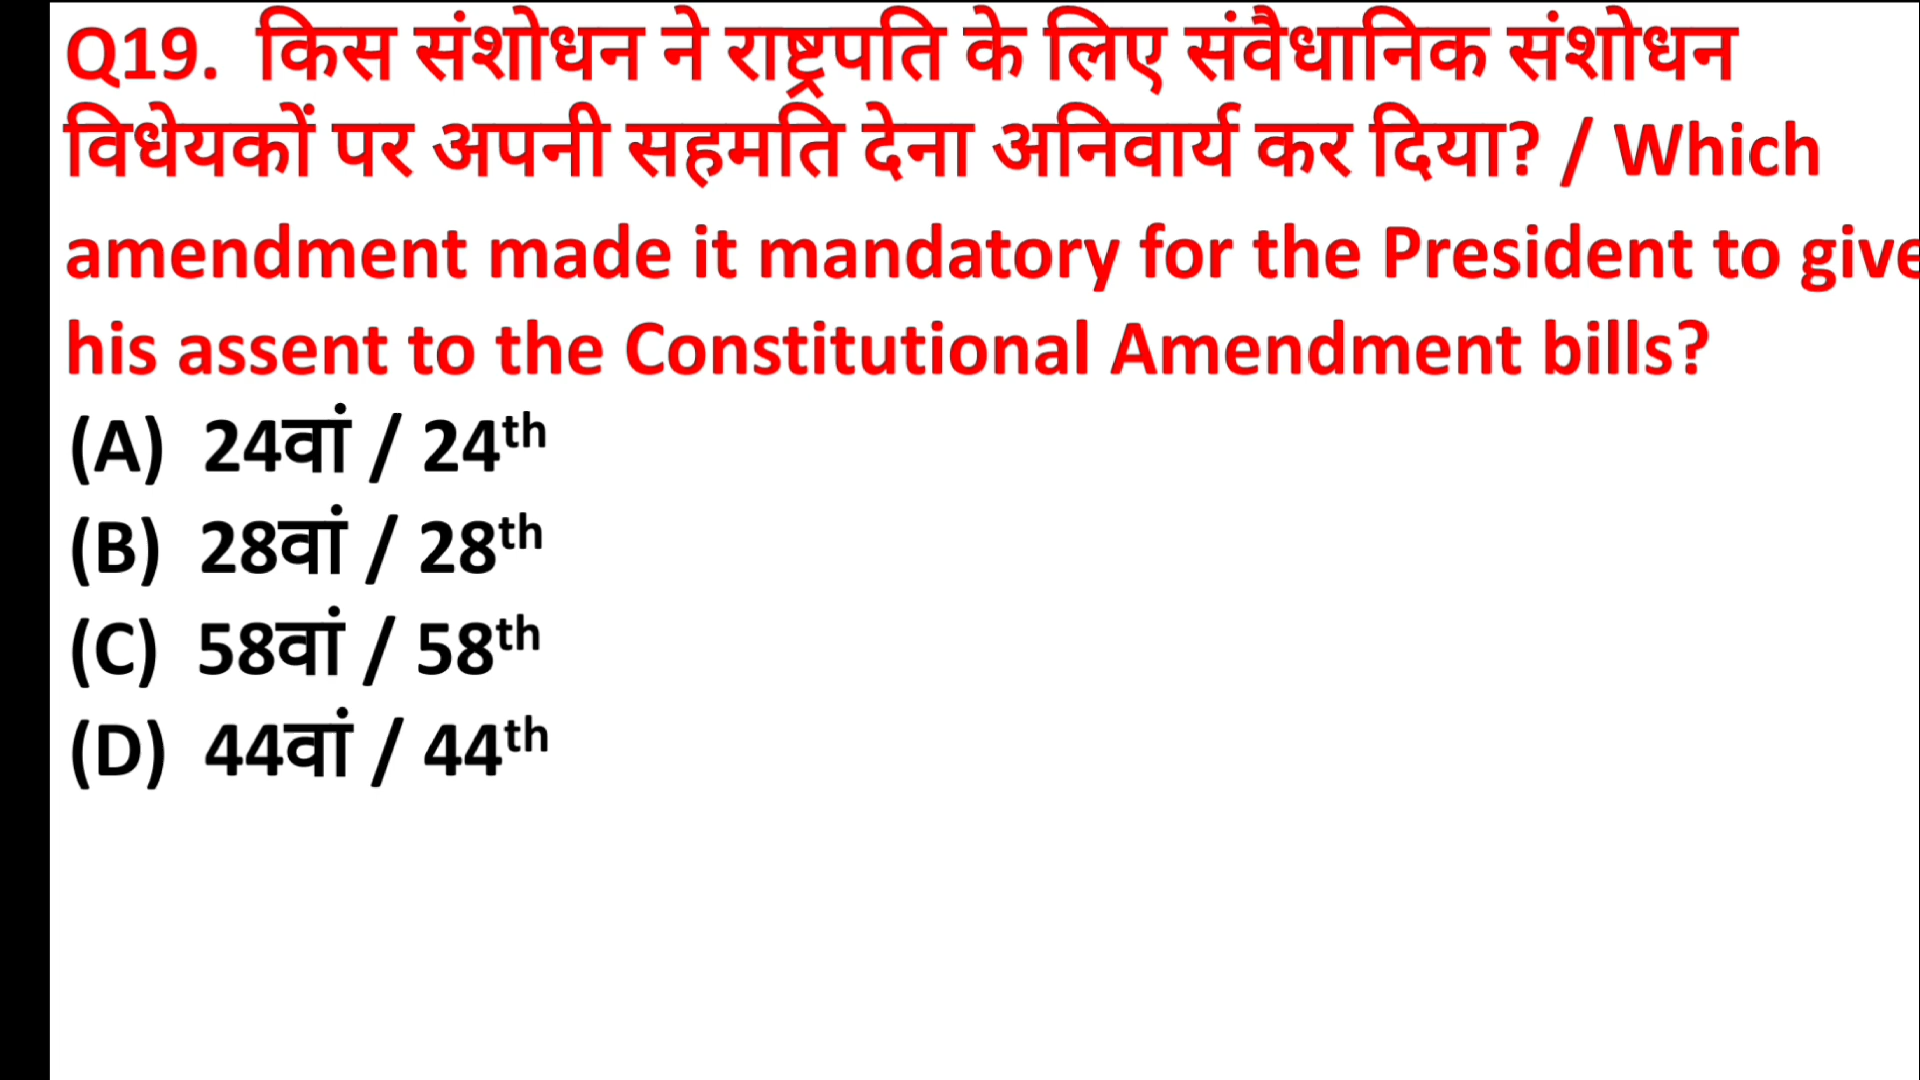 Q19. किस संशोधन ने राष्ट्रपति के लिए संवैधानिक संशोधन
विधेयकों पर अपनी सहमति देना अनिवार्य कर दिया? / Which
amendment made it mandatory for the President to give
his assent to the Constitutional Amendment bills?
(A) 24वां / 24th
(B) 28वां / 28th
(C) 58वां / 58th
(D) 44वां / 44th